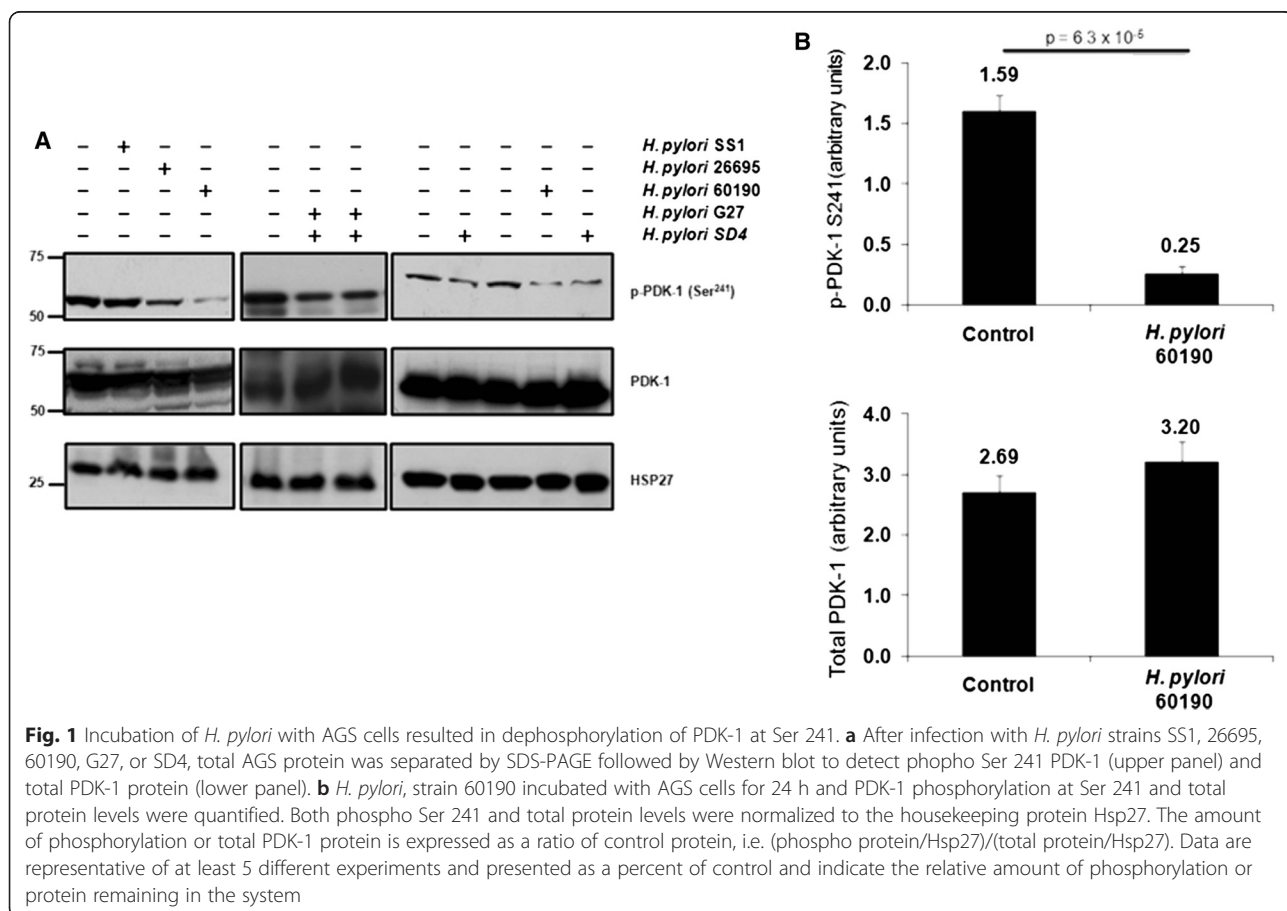 A
– + – – – – – – – – – – H. pylori SS1
– – + – – – – – – – – – H. pylori 26695
– – – + – – – – – – + – H. pylori 60190
– – – – – + + – – – – – H. pylori G27
– – – – – + + – + – – + H. pylori SD4
75
50
p-PDK-1 (Ser241)
75
50
PDK-1
25
HSP27
B
p = 6.3 x 10-5
p-PDK-1 S241(arbitrary units)
2.0
1.5
1.0
0.5
0.0
1.59
0.25
Control
H. pylori
60190
Total PDK-1 (arbitrary units)
4.0
3.0
2.0
1.0
0.0
2.69
3.20
Control
H. pylori
60190
Fig. 1 Incubation of H. pylori with AGS cells resulted in dephosphorylation of PDK-1 at Ser 241. a After infection with H. pylori strains SS1, 26695,
60190, G27, or SD4, total AGS protein was separated by SDS-PAGE followed by Western blot to detect phopho Ser 241 PDK-1 (upper panel) and
total PDK-1 protein (lower panel). b H. pylori, strain 60190 incubated with AGS cells for 24 h and PDK-1 phosphorylation at Ser 241 and total
protein levels were quantified. Both phospho Ser 241 and total protein levels were normalized to the housekeeping protein Hsp27. The amount
of phosphorylation or total PDK-1 protein is expressed as a ratio of control protein, i.e. (phospho protein/Hsp27)/(total protein/Hsp27). Data are
representative of at least 5 different experiments and presented as a percent of control and indicate the relative amount of phosphorylation or
protein remaining in the system